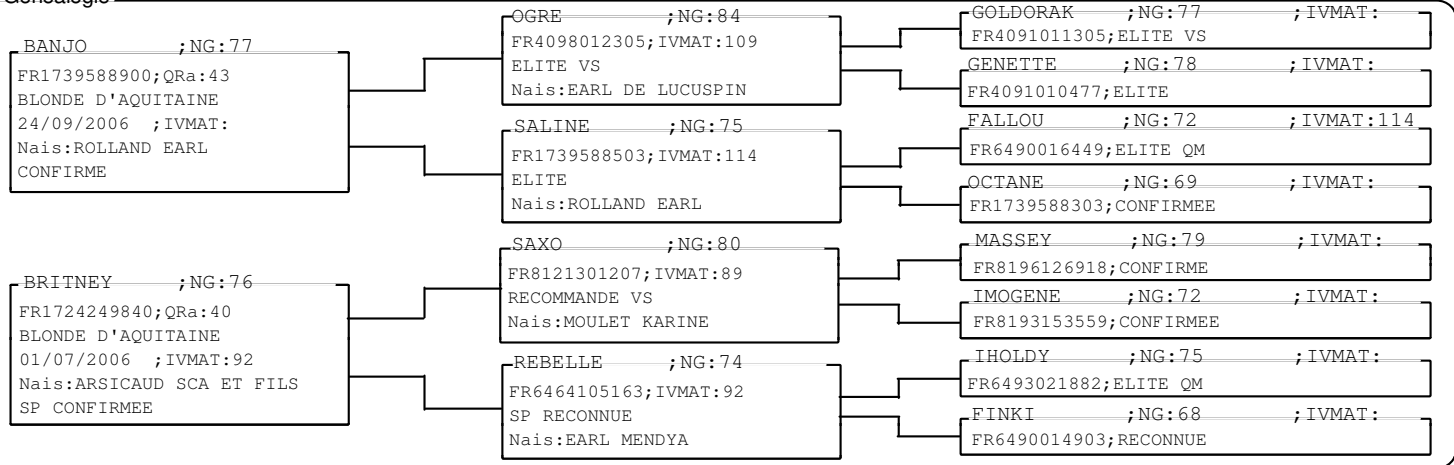 Généalogie
BANJO ;NG:77
FR1739588900;QRa:43
BLONDE D'AQUITAINE
24/09/2006 ;IVMAT:
Nais:ROLLAND EARL
CONFIRME
BRITNEY ;NG:76
FR1724249840;QRa:40
BLONDE D'AQUITAINE
01/07/2006 ;IVMAT:92
Nais:ARSICAUD SCA ET FILS
SP CONFIRMEE
OGRE ;NG:84
FR4098012305;IVMAT:109
ELITE VS
Nais:EARL DE LUCUSPIN
SALINE ;NG:75
FR1739588503;IVMAT:114
ELITE
Nais:ROLLAND EARL
SAXO ;NG:80
FR8121301207;IVMAT:89
RECOMMANDE VS
Nais:MOULET KARINE
REBELLE ;NG:74
FR6464105163;IVMAT:92
SP RECONNUE
Nais:EARL MENDYA
GOLDORAK ;NG:77 ;IVMAT:
FR4091011305;ELITE VS
GENETTE ;NG:78 ;IVMAT:
FR4091010477;ELITE
FALLOU ;NG:72 ;IVMAT:114
FR6490016449;ELITE QM
OCTANE ;NG:69 ;IVMAT:
FR1739588303;CONFIRMEE
MASSEY ;NG:79 ;IVMAT:
FR8196126918;CONFIRME
IMOGENE ;NG:72 ;IVMAT:
FR8193153559;CONFIRMEE
IHOLDY ;NG:75 ;IVMAT:
FR6493021882;ELITE QM
FINKI ;NG:68 ;IVMAT:
FR6490014903;RECONNUE